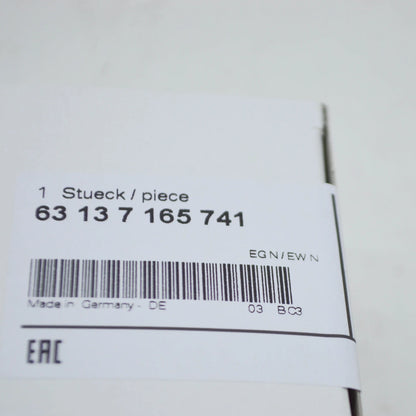 1 Stueck / piece
63 13 7 165 741
EGN/EWN
Made in Germany - DE 03 BC3
EAC